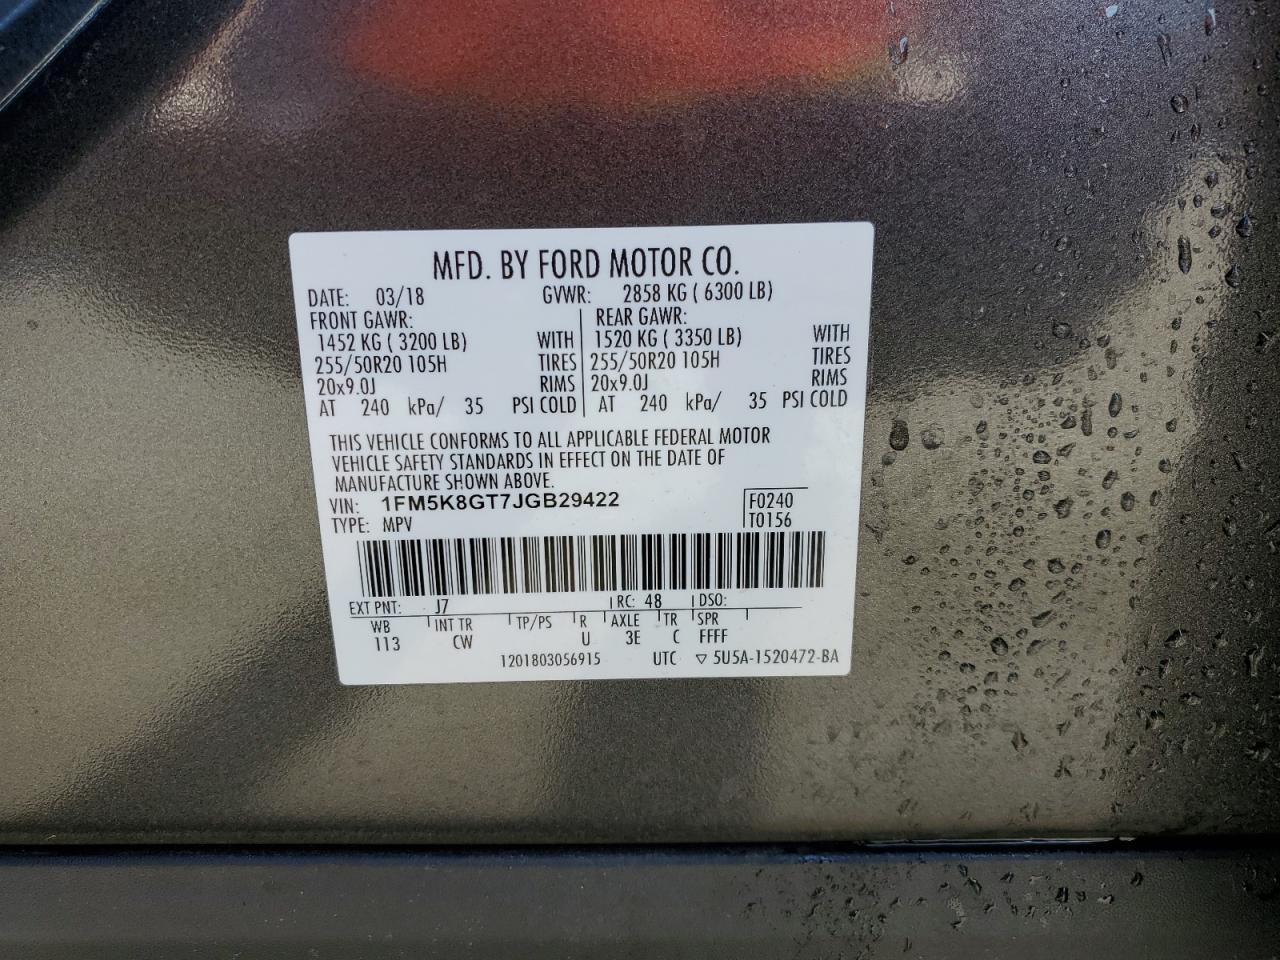 MFD. BY FORD MOTOR CO.
DATE: 03/18 GVWR: 2858 KG ( 6300 LB)
FRONT GAWR: REAR GAWR:
1452 KG ( 3200 LB) WITH 1520 KG ( 3350 LB) WITH
255/50R20 105H TIRES 255/50R20 105H TIRES
20x9.0J RIMS 20x9.0J RIMS
AT 240 kPa/ 35 PSI COLD AT 240 kPa/ 35 PSI COLD
THIS VEHICLE CONFORMS TO ALL APPLICABLE FEDERAL MOTOR
VEHICLE SAFETY STANDARDS IN EFFECT ON THE DATE OF
MANUFACTURE SHOWN ABOVE.
VIN: 1FM5K8GT7JGB29422 F0240
TYPE: MPV T0156
EXT PNT: J7 RC: 48 DSO:
WB INT TR TP/PS R AXLE TR SPR
113 CW U 3E C FFFF
1201803056915 UTC ▽ 5U5A-1520472-BA